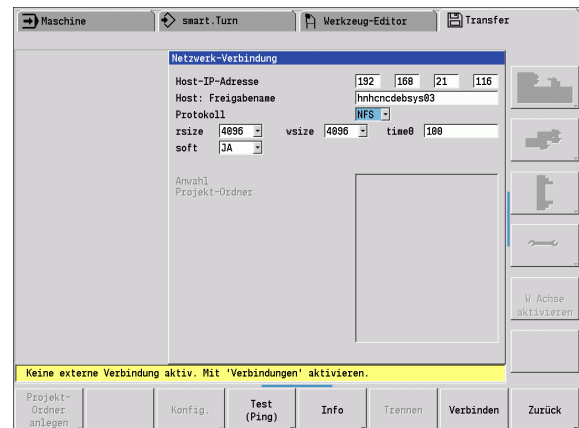 Maschine smart.Turn Werkzeug-Editor Transfer
Netzwerk-Verbindung
Host-IP-Adresse 192 168 21 116
Host: Freigabename hnhcncdebsys03
Protokoll NFS
rsize 4096 wsize 4096 time0 100
soft JA
Anwahl
Projekt-Ordner
W Achse
aktivieren
Keine externe Verbindung aktiv. Mit 'Verbindungen' aktivieren.
Projekt-
Ordner
anlegen
Konfig.
Test
(Ping)
Info
Trennen
Verbinden
Zurück